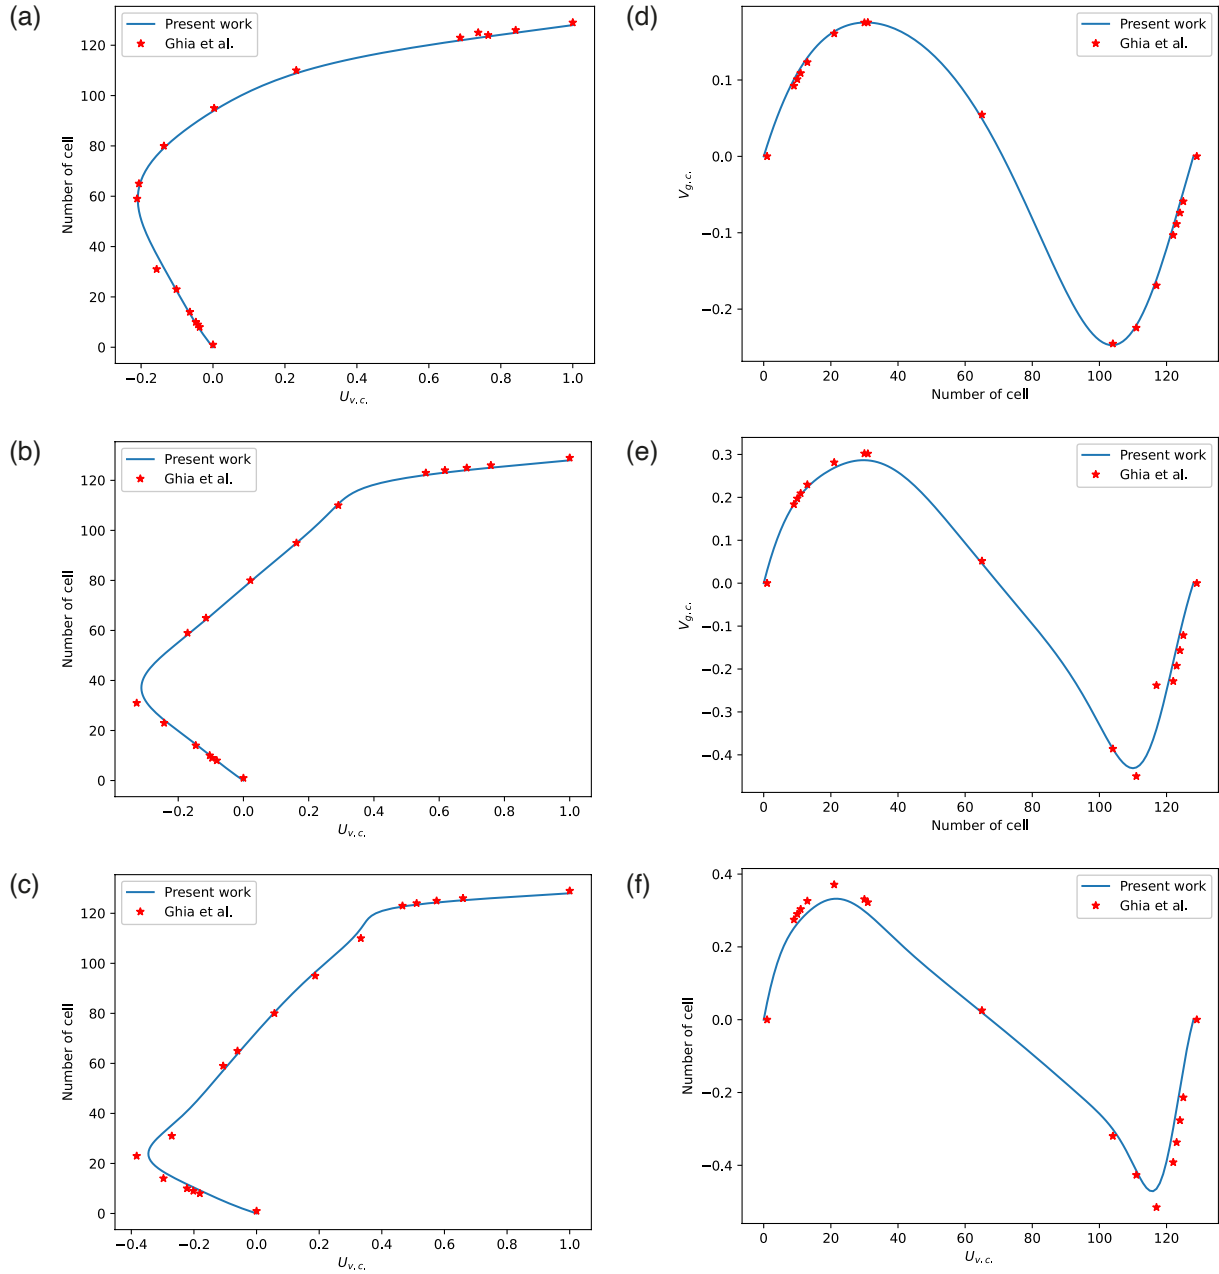 (a)
Present work
Ghia et al.
Number of cell
0
20
40
60
80
100
120
−0.2
0.0
0.2
0.4
0.6
0.8
1.0
U_{v,c.}
(d)
Present work
Ghia et al.
V_{g.c.}
0.1
0.0
−0.1
−0.2
0
20
40
60
80
100
120
Number of cell
(b)
Present work
Ghia et al.
Number of cell
0
20
40
60
80
100
120
−0.2
0.0
0.2
0.4
0.6
0.8
1.0
U_{v,c.}
(e)
Present work
Ghia et al.
V_{g.c.}
0.3
0.2
0.1
0.0
−0.1
−0.2
−0.3
−0.4
0
20
40
60
80
100
120
Number of cell
(c)
Present work
Ghia et al.
Number of cell
0
20
40
60
80
100
120
−0.4
−0.2
0.0
0.2
0.4
0.6
0.8
1.0
U_{v,c.}
(f)
Present work
Ghia et al.
Number of cell
0.4
0.2
0.0
−0.2
−0.4
0
20
40
60
80
100
120
U_{v,c.}